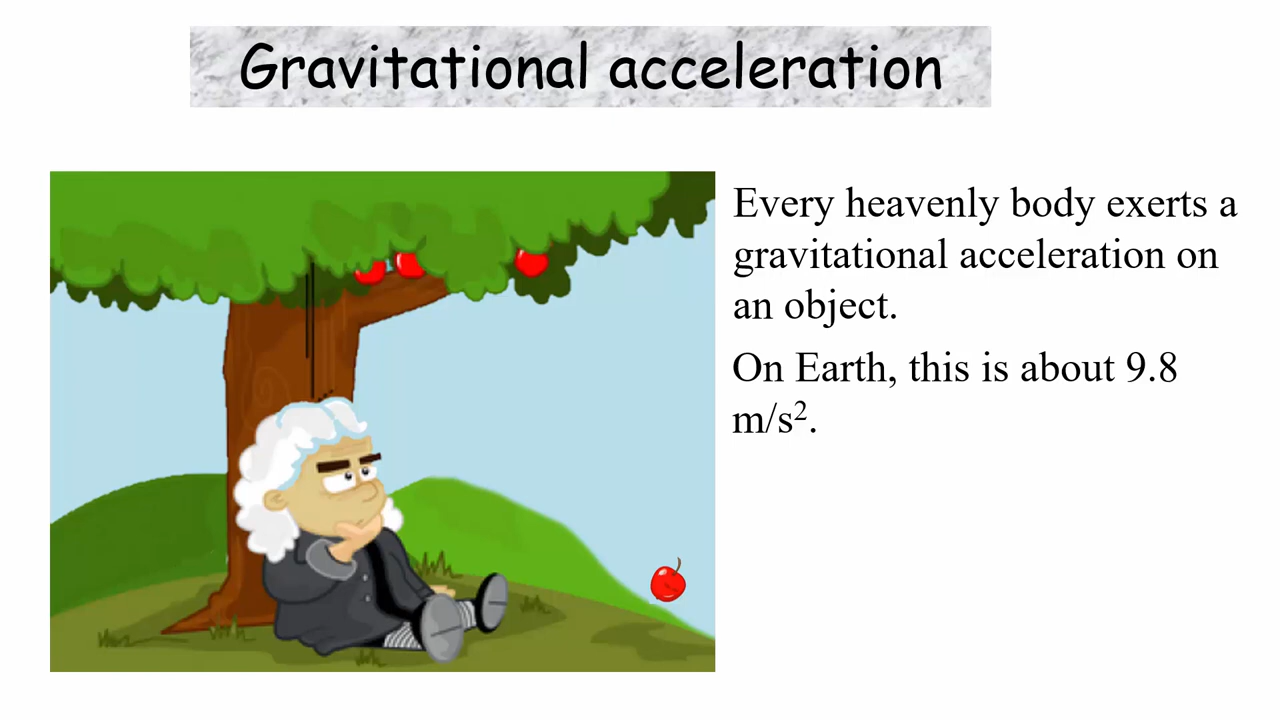 Gravitational acceleration
Every heavenly body exerts a
gravitational acceleration on
an object.
On Earth, this is about 9.8
m/s².